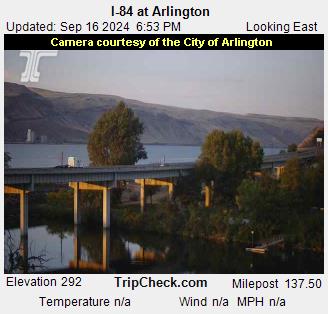 I-84 at Arlington
Updated: Sep 16 2024 6:53 PM Looking East
Camera courtesy of the City of Arlington
Elevation 292 TripCheck.com Milepost 137.50
Temperature n/a Wind n/a MPH n/a